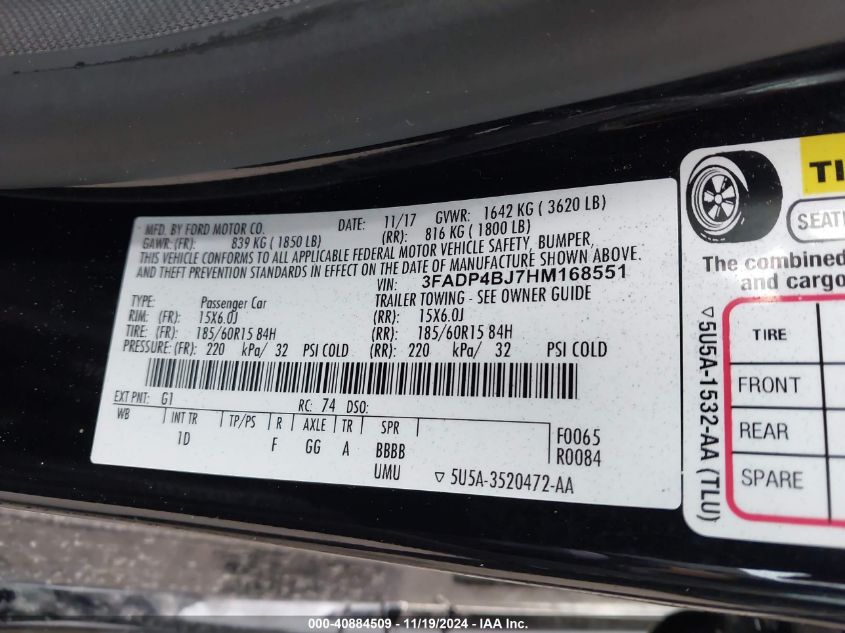 MFD. BY FORD MOTOR CO.
DATE: 11/17 GVWR: 1642 KG ( 3620 LB)
GAWR: (FR): 839 KG ( 1850 LB) (RR): 816 KG ( 1800 LB)
THIS VEHICLE CONFORMS TO ALL APPLICABLE FEDERAL MOTOR VEHICLE SAFETY, BUMPER,
AND THEFT PREVENTION STANDARDS IN EFFECT ON THE DATE OF MANUFACTURE SHOWN ABOVE.
VIN: 3FADP4BJ7HM168551
TYPE: Passenger Car TRAILER TOWING - SEE OWNER GUIDE
RIM: (FR): 15X6.0J (RR): 15X6.0J
TIRE: (FR): 185/60R15 84H (RR): 185/60R15 84H
PRESSURE: (FR): 220 kPa/ 32 PSI COLD (RR): 220 kPa/ 32 PSI COLD
EXT PNT: G1 RC: 74 DSO:
WB INT TR TP/PS R AXLE TR SPR F0065
1D F GG A BBBB R0084
UMU ▽ 5U5A-3520472-AA
TI
SEATI
The combined
and cargo
TIRE
FRONT
REAR
SPARE
▽5U5A-1532-AA (TLU)
000-40884509 - 11/19/2024 - IAA Inc.